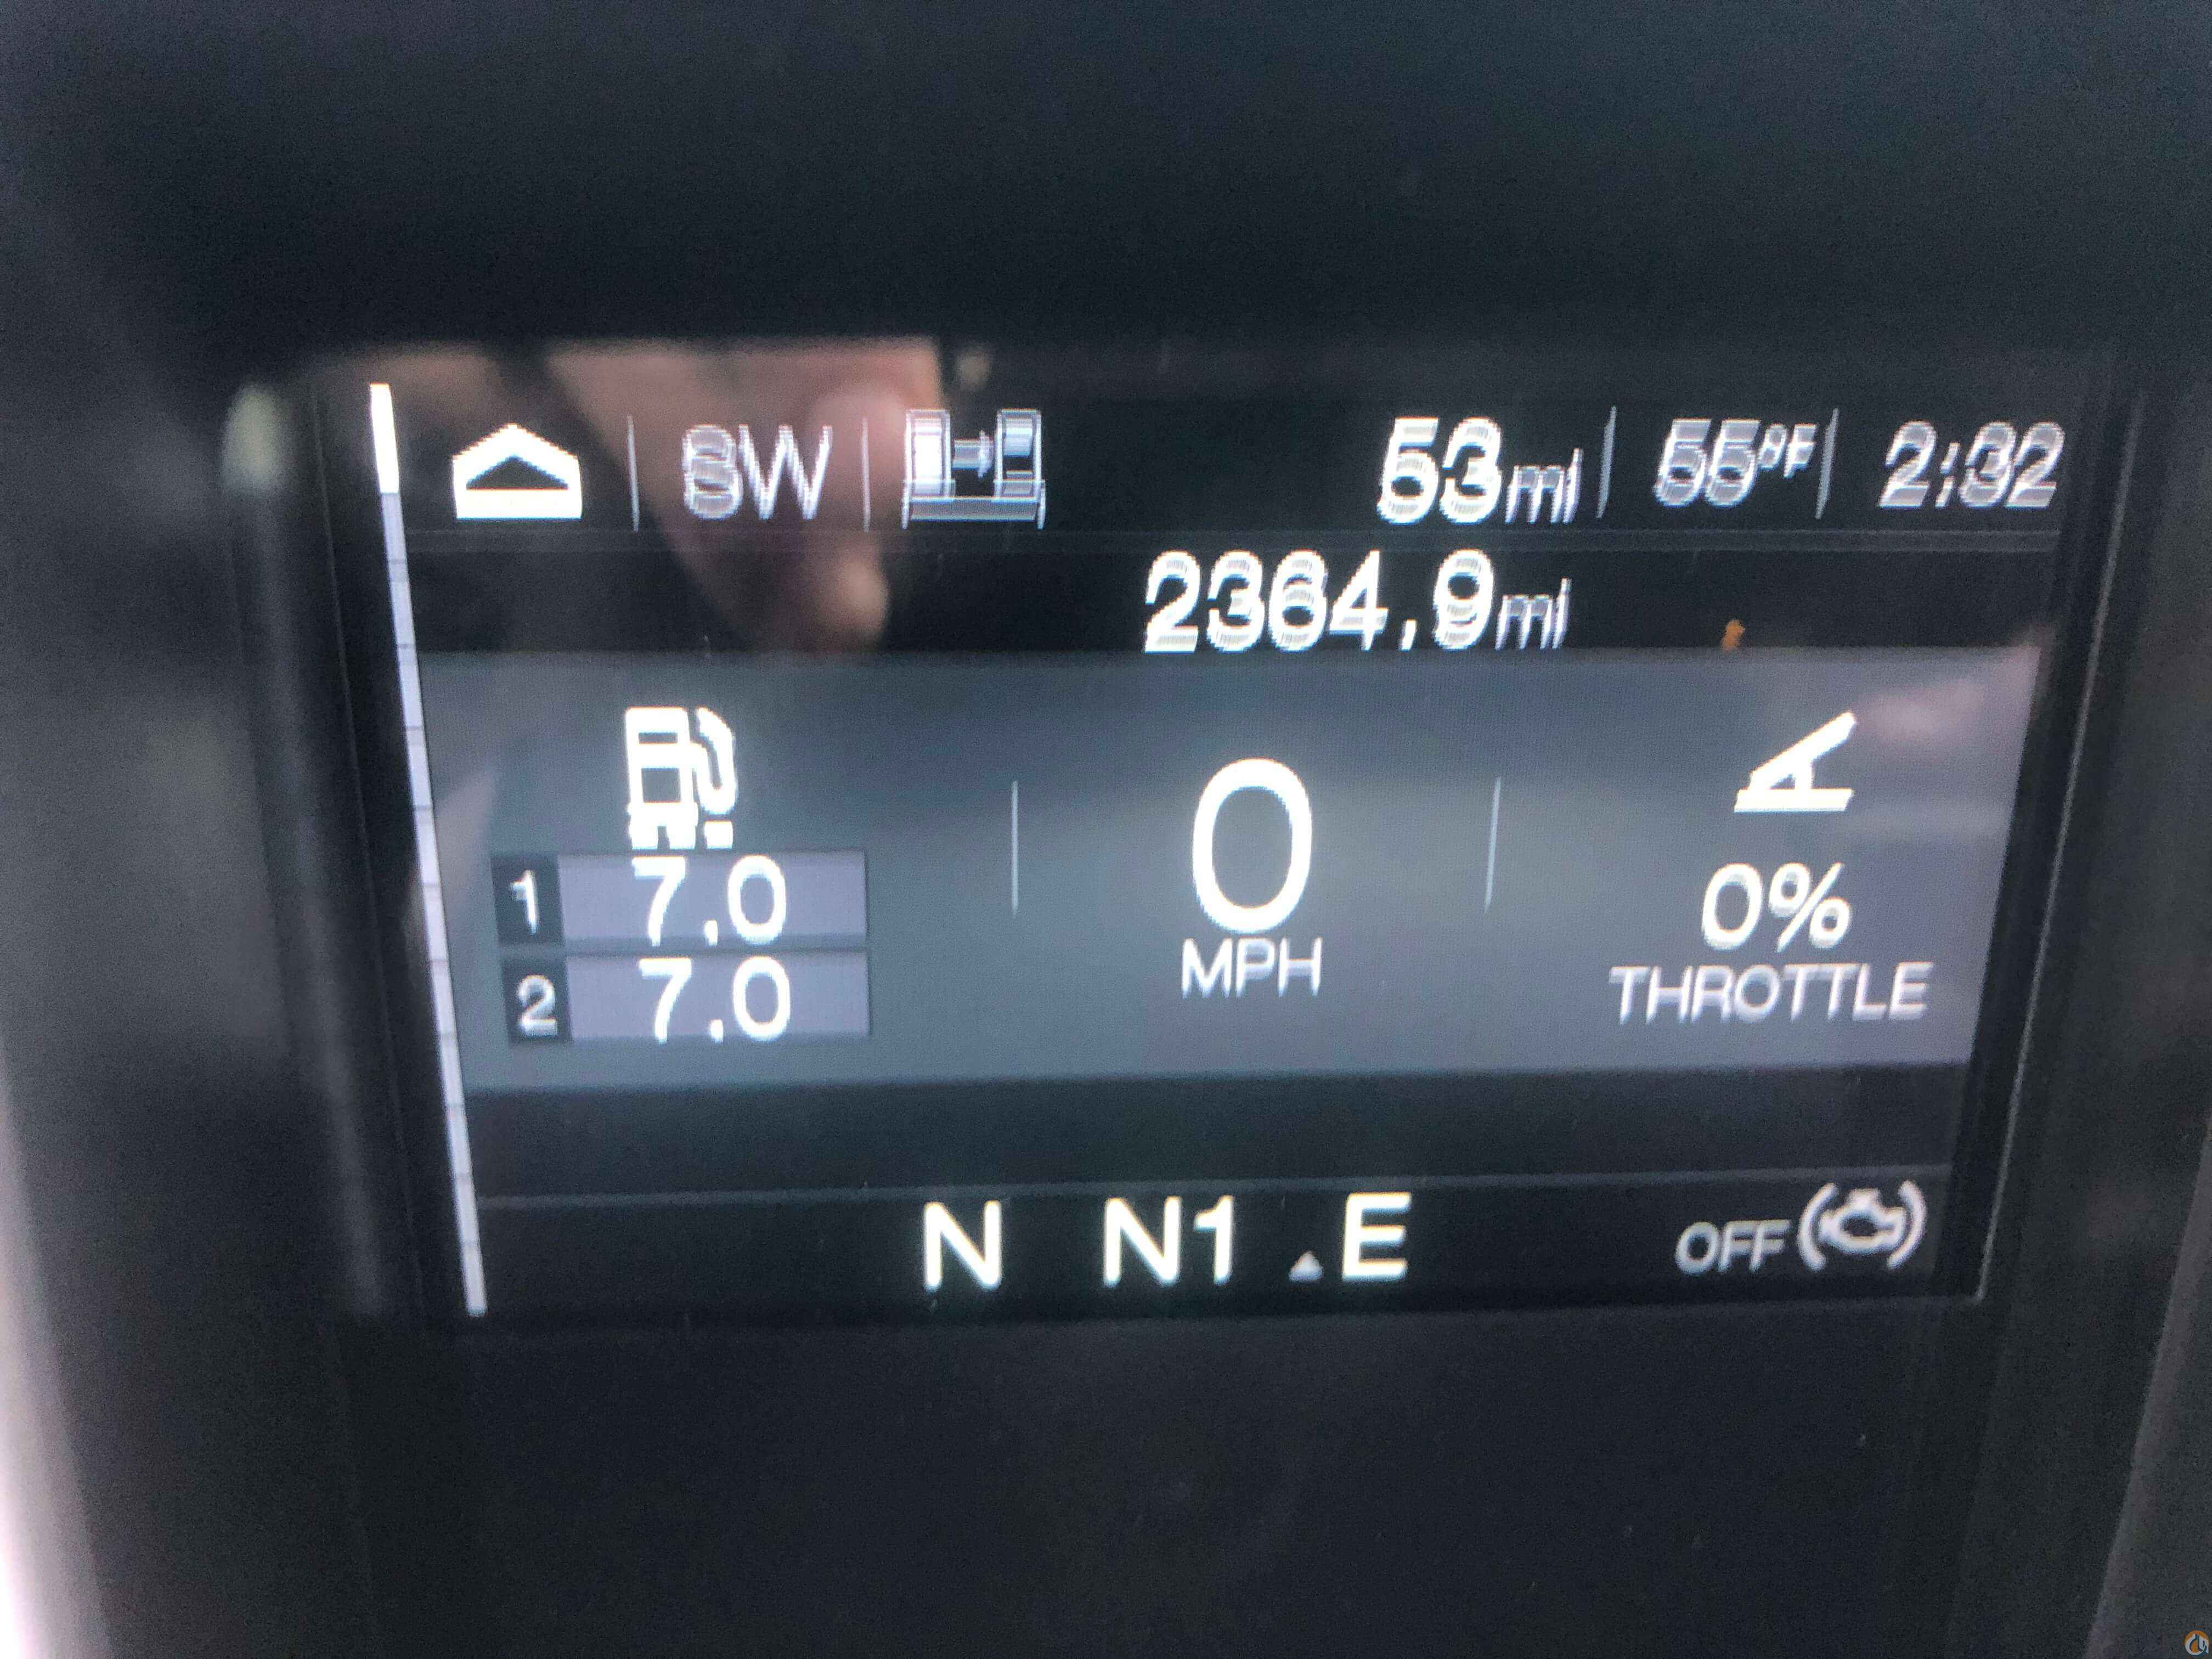 SW 53mi 55°F 2:32
2364.9mi
1 7.0
2 7.0
0
MPH
0%
THROTTLE
N N1 E OFF